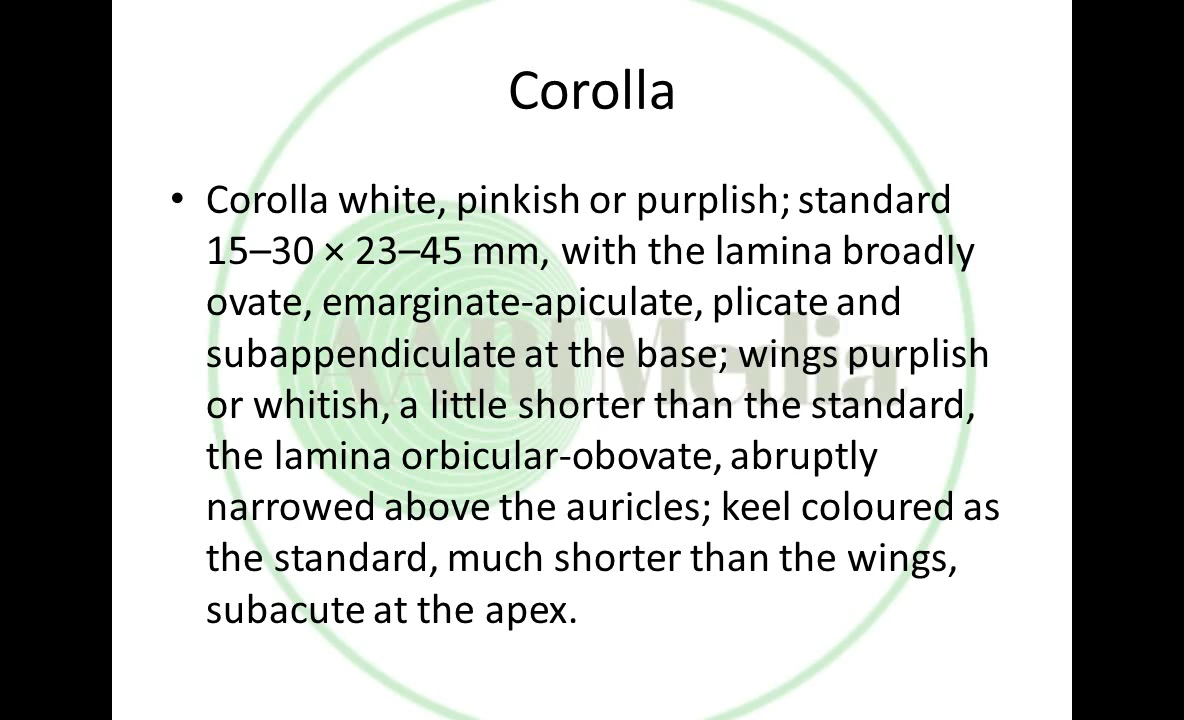 Corolla
• Corolla white, pinkish or purplish; standard
15–30 × 23–45 mm, with the lamina broadly
ovate, emarginate-apiculate, plicate and
subappendiculate at the base; wings purplish
or whitish, a little shorter than the standard,
the lamina orbicular-obovate, abruptly
narrowed above the auricles; keel coloured as
the standard, much shorter than the wings,
subacute at the apex.
AARI Media